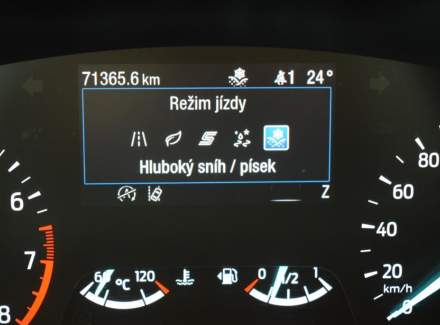 71365.6 km 1 24°
Režim jízdy
Hluboký sníh / písek
Z
6
7
8
60 °C 120
0 1/2 1
80
60
40
km/h
20
0